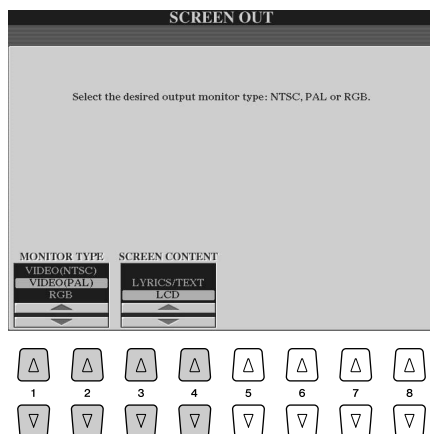 SCREEN OUT
Select the desired output monitor type: NTSC, PAL or RGB.
MONITOR TYPE SCREEN CONTENT
VIDEO(NTSC)
VIDEO(PAL) LYRICS/TEXT
RGB LCD
1 2 3 4 5 6 7 8